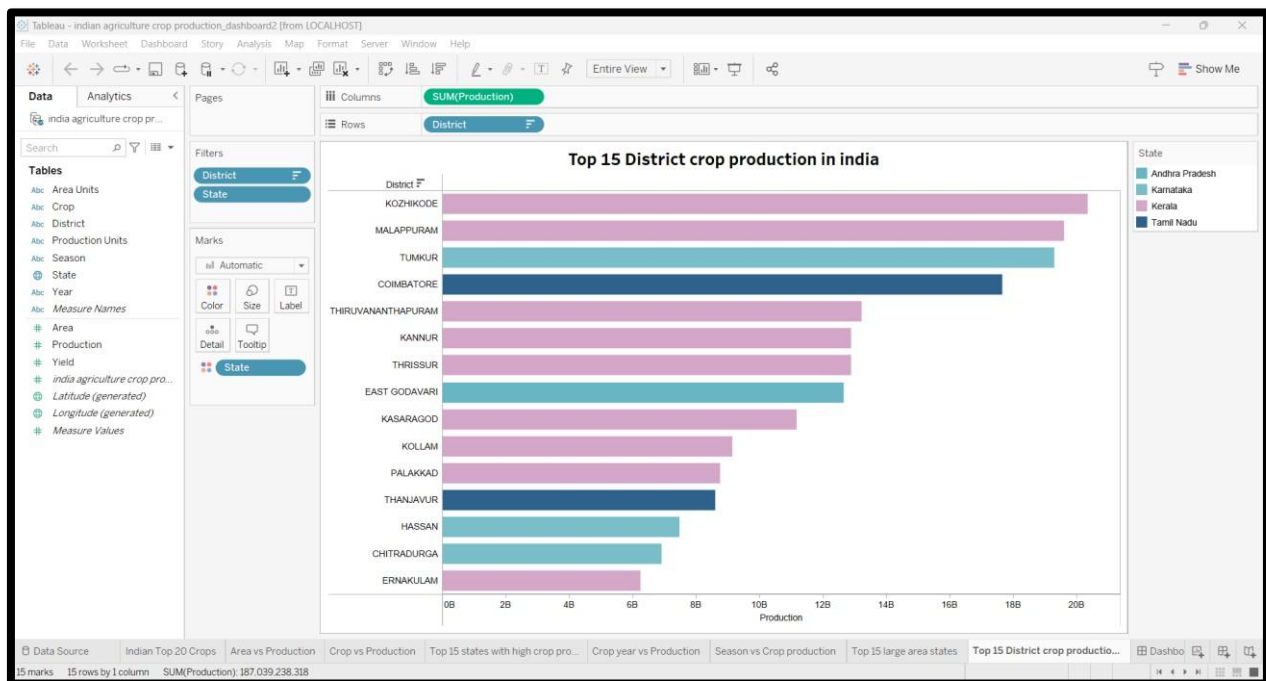 Tableau - indian agriculture crop production_dashboard2 [from LOCALHOST]
File Data Worksheet Dashboard Story Analysis Map Format Server Window Help
Entire View
Show Me
Data Analytics
india agriculture crop pr...
Search
Tables
Abc Area Units
Abc Crop
Abc District
Abc Production Units
Abc Season
State
Abc Year
Abc Measure Names
# Area
# Production
# Yield
# india agriculture crop pro...
Latitude (generated)
Longitude (generated)
# Measure Values
Pages
Filters
District
State
Marks
Automatic
Color Size Label
Detail Tooltip
State
Columns SUM(Production)
Rows District
Top 15 District crop production in india
District
KOZHIKODE
MALAPPURAM
TUMKUR
COIMBATORE
THIRUVANANTHAPURAM
KANNUR
THRISSUR
EAST GODAVARI
KASARAGOD
KOLLAM
PALAKKAD
THANJAVUR
HASSAN
CHITRADURGA
ERNAKULAM
0B 2B 4B 6B 8B 10B 12B 14B 16B 18B 20B
Production
State
Andhra Pradesh
Karnataka
Kerala
Tamil Nadu
Data Source Indian Top 20 Crops Area vs Production Crop vs Production Top 15 states with high crop pro... Crop year vs Production Season vs Crop production Top 15 large area states Top 15 District crop productio... Dashbo
15 marks 15 rows by 1 column SUM(Production): 187,039,238,318